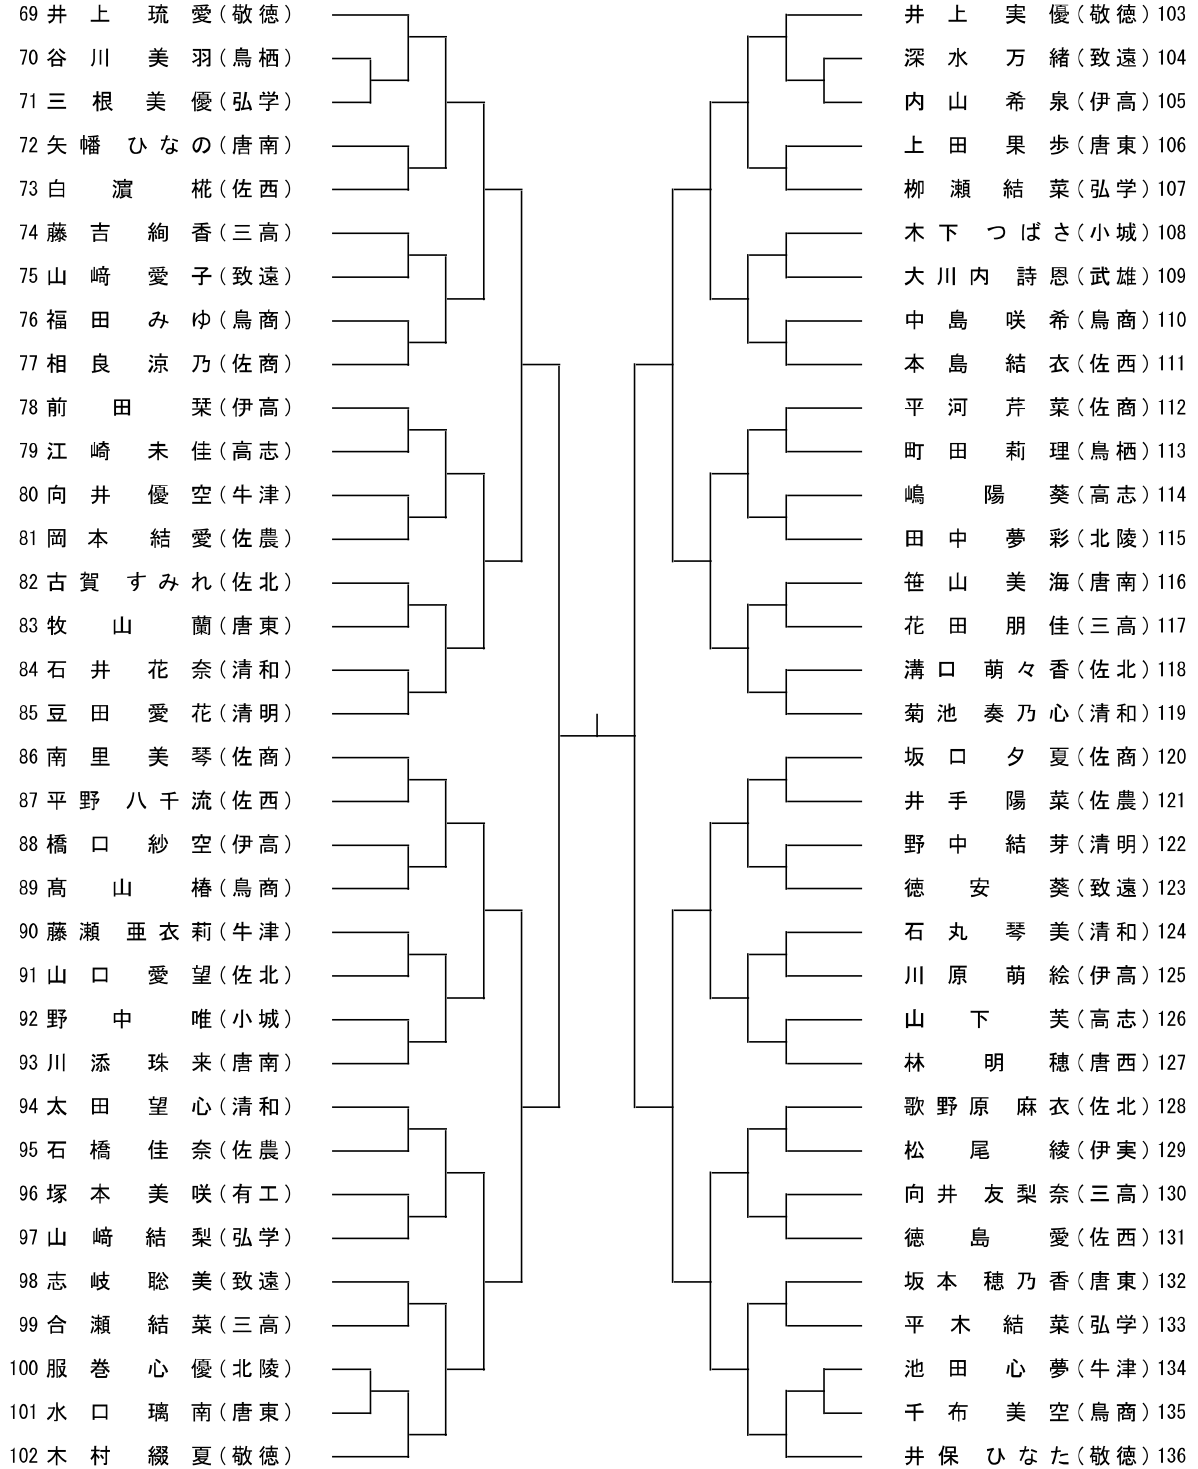 69 井上 琉愛(敬徳)
70 谷川 美羽(鳥栖)
71 三根 美優(弘学)
72 矢幡 ひなの(唐南)
73 白濵 椛(佐西)
74 藤吉 絢香(三高)
75 山﨑 愛子(致遠)
76 福田 みゆ(鳥商)
77 相良 涼乃(佐商)
78 前田 栞(伊高)
79 江崎 未佳(高志)
80 向井 優空(牛津)
81 岡本 結愛(佐農)
82 古賀 すみれ(佐北)
83 牧山 蘭(唐東)
84 石井 花奈(清和)
85 豆田 愛花(清明)
86 南里 美琴(佐商)
87 平野 八千流(佐西)
88 橋口 紗空(伊高)
89 髙山 椿(鳥商)
90 藤瀬 亜衣莉(牛津)
91 山口 愛望(佐北)
92 野中 唯(小城)
93 川添 珠来(唐南)
94 太田 望心(清和)
95 石橋 佳奈(佐農)
96 塚本 美咲(有工)
97 山﨑 結梨(弘学)
98 志岐 聡美(致遠)
99 合瀬 結菜(三高)
100 服巻 心優(北陵)
101 水口 璃南(唐東)
102 木村 綴夏(敬徳)
井上 実優(敬徳)103
深水 万緒(致遠)104
内山 希泉(伊高)105
上田 果歩(唐東)106
栁瀬 結菜(弘学)107
木下 つばさ(小城)108
大川内 詩恩(武雄)109
中島 咲希(鳥商)110
本島 結衣(佐西)111
平河 芹菜(佐商)112
町田 莉理(鳥栖)113
嶋 陽葵(高志)114
田中 夢彩(北陵)115
笹山 美海(唐南)116
花田 朋佳(三高)117
溝口 萌々香(佐北)118
菊池 奏乃心(清和)119
坂口 夕夏(佐商)120
井手 陽菜(佐農)121
野中 結芽(清明)122
徳安 葵(致遠)123
石丸 琴美(清和)124
川原 萌絵(伊高)125
山下 芙(高志)126
林 明穂(唐西)127
歌野原 麻衣(佐北)128
松尾 綾(伊実)129
向井 友梨奈(三高)130
徳島 愛(佐西)131
坂本 穂乃香(唐東)132
平木 結菜(弘学)133
池田 心夢(牛津)134
千布 美空(鳥商)135
井保 ひなた(敬徳)136